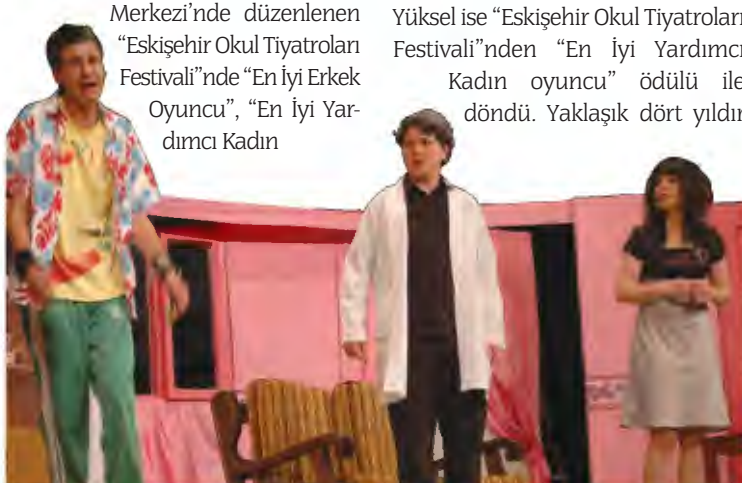 Merkezi’nde düzenlenen
“Eskişehir Okul Tiyatroları
Festivali”nde “En İyi Erkek
Oyuncu”, “En İyi Yar-
dımcı Kadın
Yüksel ise “Eskişehir Okul Tiyatroları
Festivali”nden “En İyi Yardımcı
Kadın oyuncu” ödülü ile
döndü. Yaklaşık dört yıldır